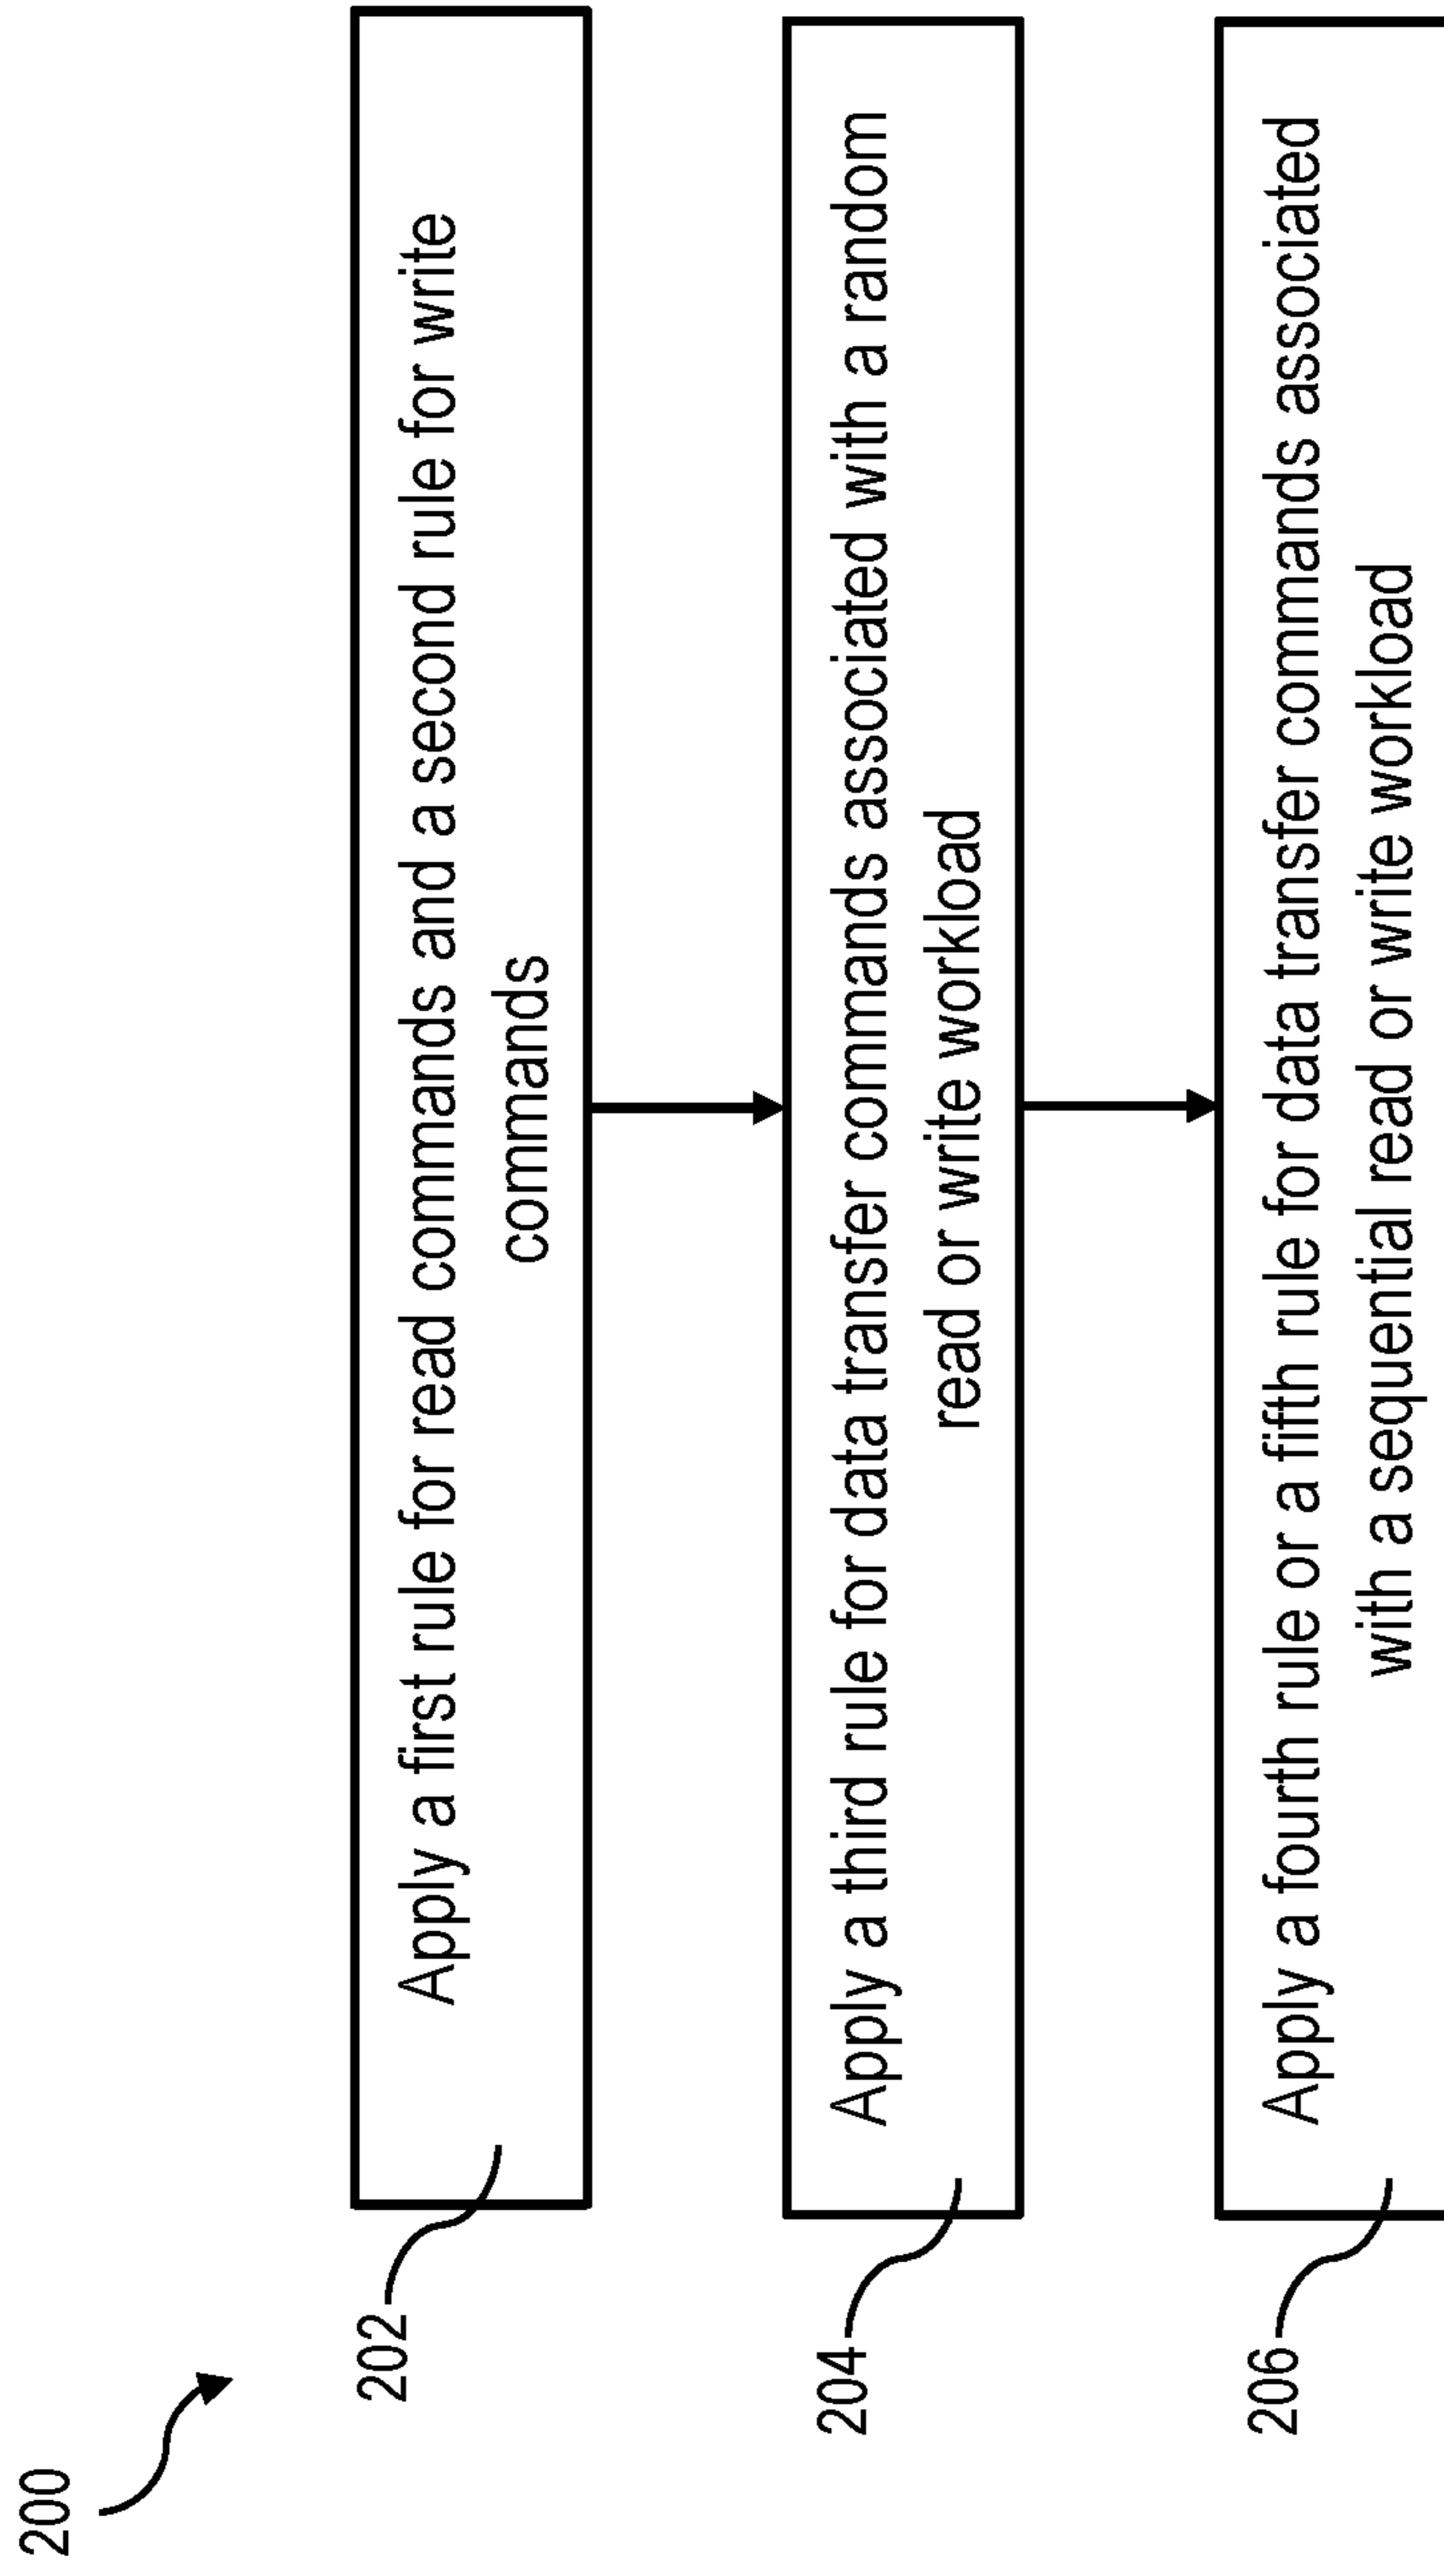 200
202
Apply a first rule for read commands and a second rule for write
commands
204
Apply a third rule for data transfer commands associated with a random
read or write workload
206
Apply a fourth rule or a fifth rule for data transfer commands associated
with a sequential read or write workload